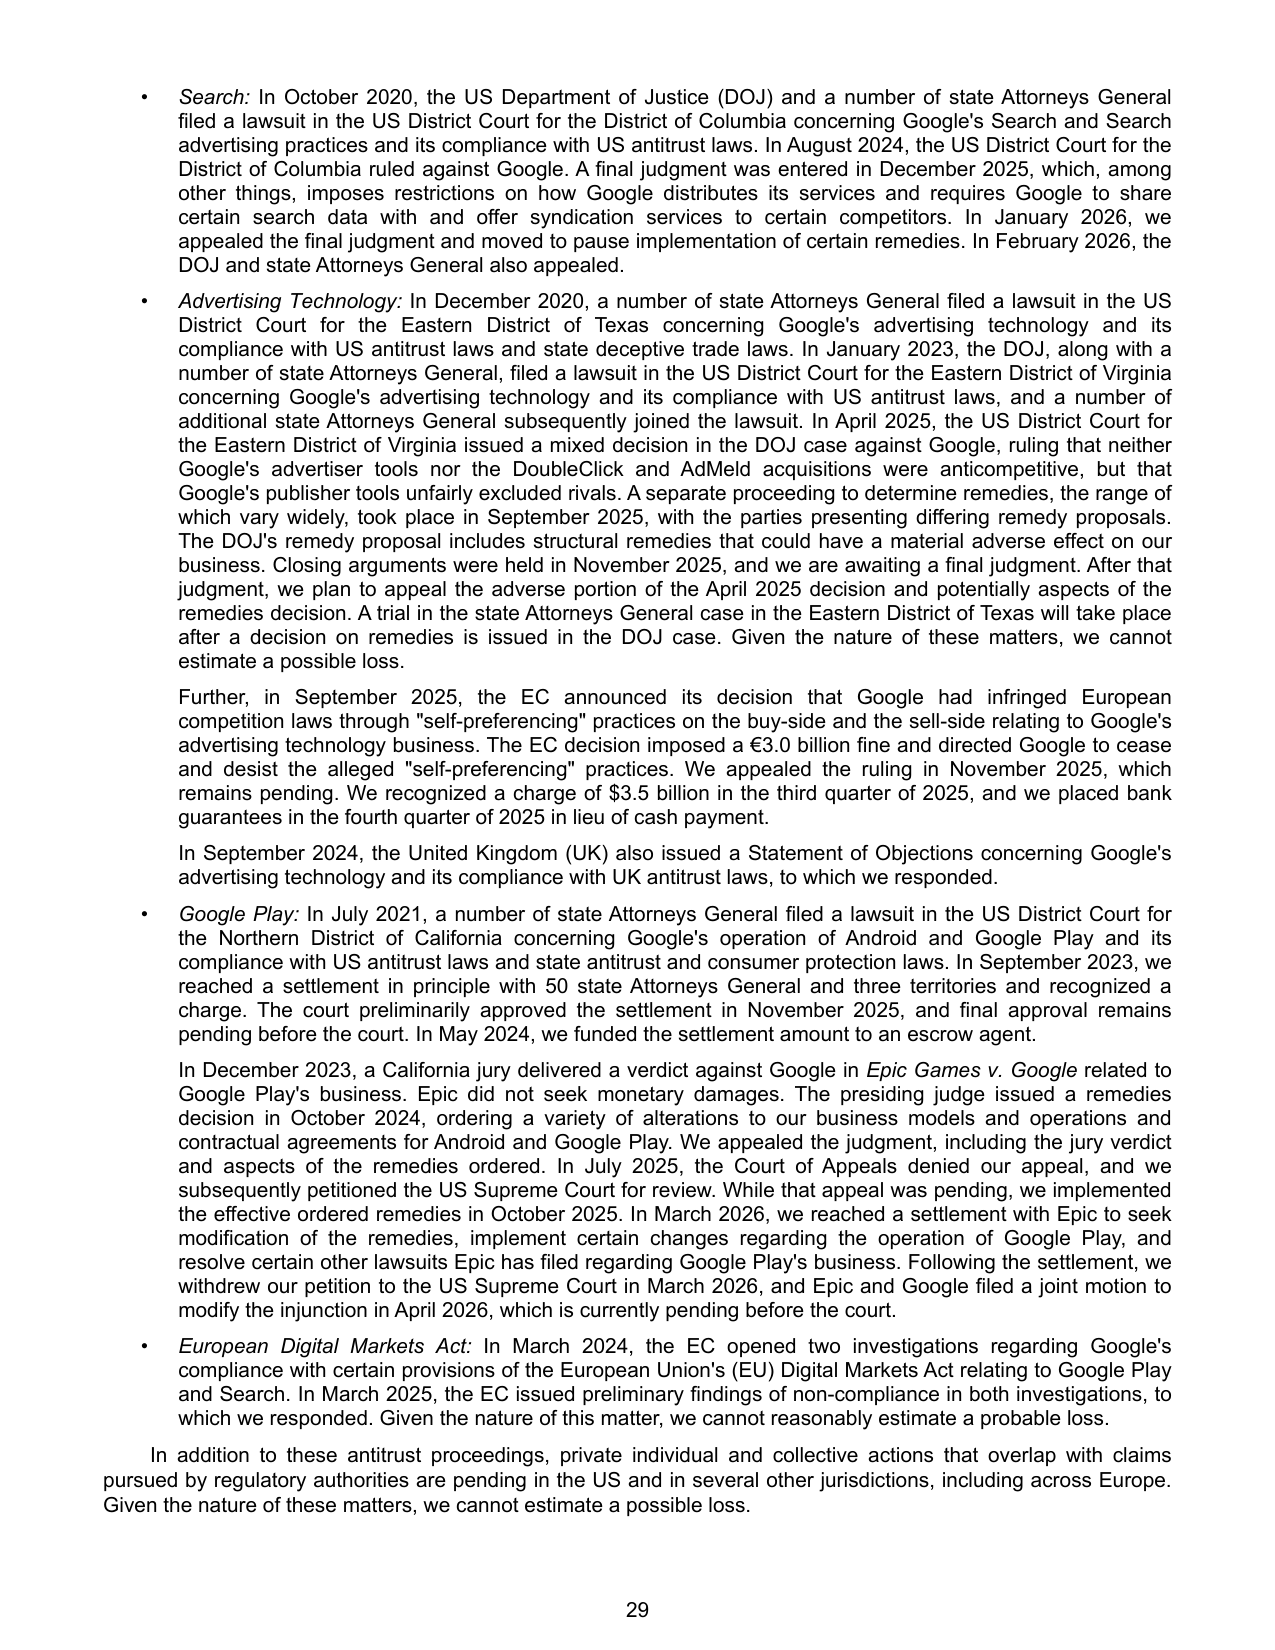 • Search: In October 2020, the US Department of Justice (DOJ) and a number of state Attorneys General
filed a lawsuit in the US District Court for the District of Columbia concerning Google's Search and Search
advertising practices and its compliance with US antitrust laws. In August 2024, the US District Court for the
District of Columbia ruled against Google. A final judgment was entered in December 2025, which, among
other things, imposes restrictions on how Google distributes its services and requires Google to share
certain search data with and offer syndication services to certain competitors. In January 2026, we
appealed the final judgment and moved to pause implementation of certain remedies. In February 2026, the
DOJ and state Attorneys General also appealed.
• Advertising Technology: In December 2020, a number of state Attorneys General filed a lawsuit in the US
District Court for the Eastern District of Texas concerning Google's advertising technology and its
compliance with US antitrust laws and state deceptive trade laws. In January 2023, the DOJ, along with a
number of state Attorneys General, filed a lawsuit in the US District Court for the Eastern District of Virginia
concerning Google's advertising technology and its compliance with US antitrust laws, and a number of
additional state Attorneys General subsequently joined the lawsuit. In April 2025, the US District Court for
the Eastern District of Virginia issued a mixed decision in the DOJ case against Google, ruling that neither
Google's advertiser tools nor the DoubleClick and AdMeld acquisitions were anticompetitive, but that
Google's publisher tools unfairly excluded rivals. A separate proceeding to determine remedies, the range of
which vary widely, took place in September 2025, with the parties presenting differing remedy proposals.
The DOJ's remedy proposal includes structural remedies that could have a material adverse effect on our
business. Closing arguments were held in November 2025, and we are awaiting a final judgment. After that
judgment, we plan to appeal the adverse portion of the April 2025 decision and potentially aspects of the
remedies decision. A trial in the state Attorneys General case in the Eastern District of Texas will take place
after a decision on remedies is issued in the DOJ case. Given the nature of these matters, we cannot
estimate a possible loss.
Further, in September 2025, the EC announced its decision that Google had infringed European
competition laws through "self-preferencing" practices on the buy-side and the sell-side relating to Google's
advertising technology business. The EC decision imposed a €3.0 billion fine and directed Google to cease
and desist the alleged "self-preferencing" practices. We appealed the ruling in November 2025, which
remains pending. We recognized a charge of $3.5 billion in the third quarter of 2025, and we placed bank
guarantees in the fourth quarter of 2025 in lieu of cash payment.
In September 2024, the United Kingdom (UK) also issued a Statement of Objections concerning Google's
advertising technology and its compliance with UK antitrust laws, to which we responded.
• Google Play: In July 2021, a number of state Attorneys General filed a lawsuit in the US District Court for
the Northern District of California concerning Google's operation of Android and Google Play and its
compliance with US antitrust laws and state antitrust and consumer protection laws. In September 2023, we
reached a settlement in principle with 50 state Attorneys General and three territories and recognized a
charge. The court preliminarily approved the settlement in November 2025, and final approval remains
pending before the court. In May 2024, we funded the settlement amount to an escrow agent.
In December 2023, a California jury delivered a verdict against Google in Epic Games v. Google related to
Google Play's business. Epic did not seek monetary damages. The presiding judge issued a remedies
decision in October 2024, ordering a variety of alterations to our business models and operations and
contractual agreements for Android and Google Play. We appealed the judgment, including the jury verdict
and aspects of the remedies ordered. In July 2025, the Court of Appeals denied our appeal, and we
subsequently petitioned the US Supreme Court for review. While that appeal was pending, we implemented
the effective ordered remedies in October 2025. In March 2026, we reached a settlement with Epic to seek
modification of the remedies, implement certain changes regarding the operation of Google Play, and
resolve certain other lawsuits Epic has filed regarding Google Play's business. Following the settlement, we
withdrew our petition to the US Supreme Court in March 2026, and Epic and Google filed a joint motion to
modify the injunction in April 2026, which is currently pending before the court.
• European Digital Markets Act: In March 2024, the EC opened two investigations regarding Google's
compliance with certain provisions of the European Union's (EU) Digital Markets Act relating to Google Play
and Search. In March 2025, the EC issued preliminary findings of non-compliance in both investigations, to
which we responded. Given the nature of this matter, we cannot reasonably estimate a probable loss.
In addition to these antitrust proceedings, private individual and collective actions that overlap with claims
pursued by regulatory authorities are pending in the US and in several other jurisdictions, including across Europe.
Given the nature of these matters, we cannot estimate a possible loss.
29